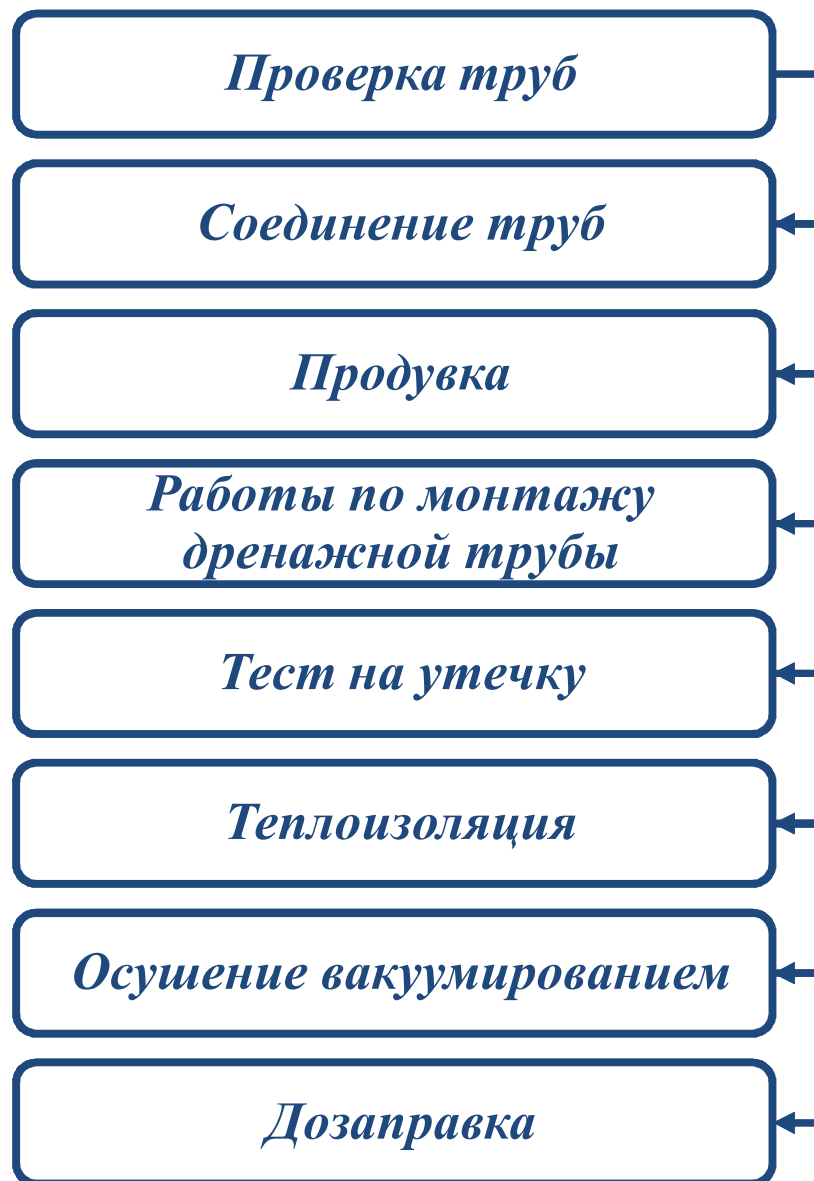 Проверка труб
Соединение труб
Продувка
Работы по монтажу
дренажной трубы
Тест на утечку
Теплоизоляция
Осушение вакуумированием
Дозаправка